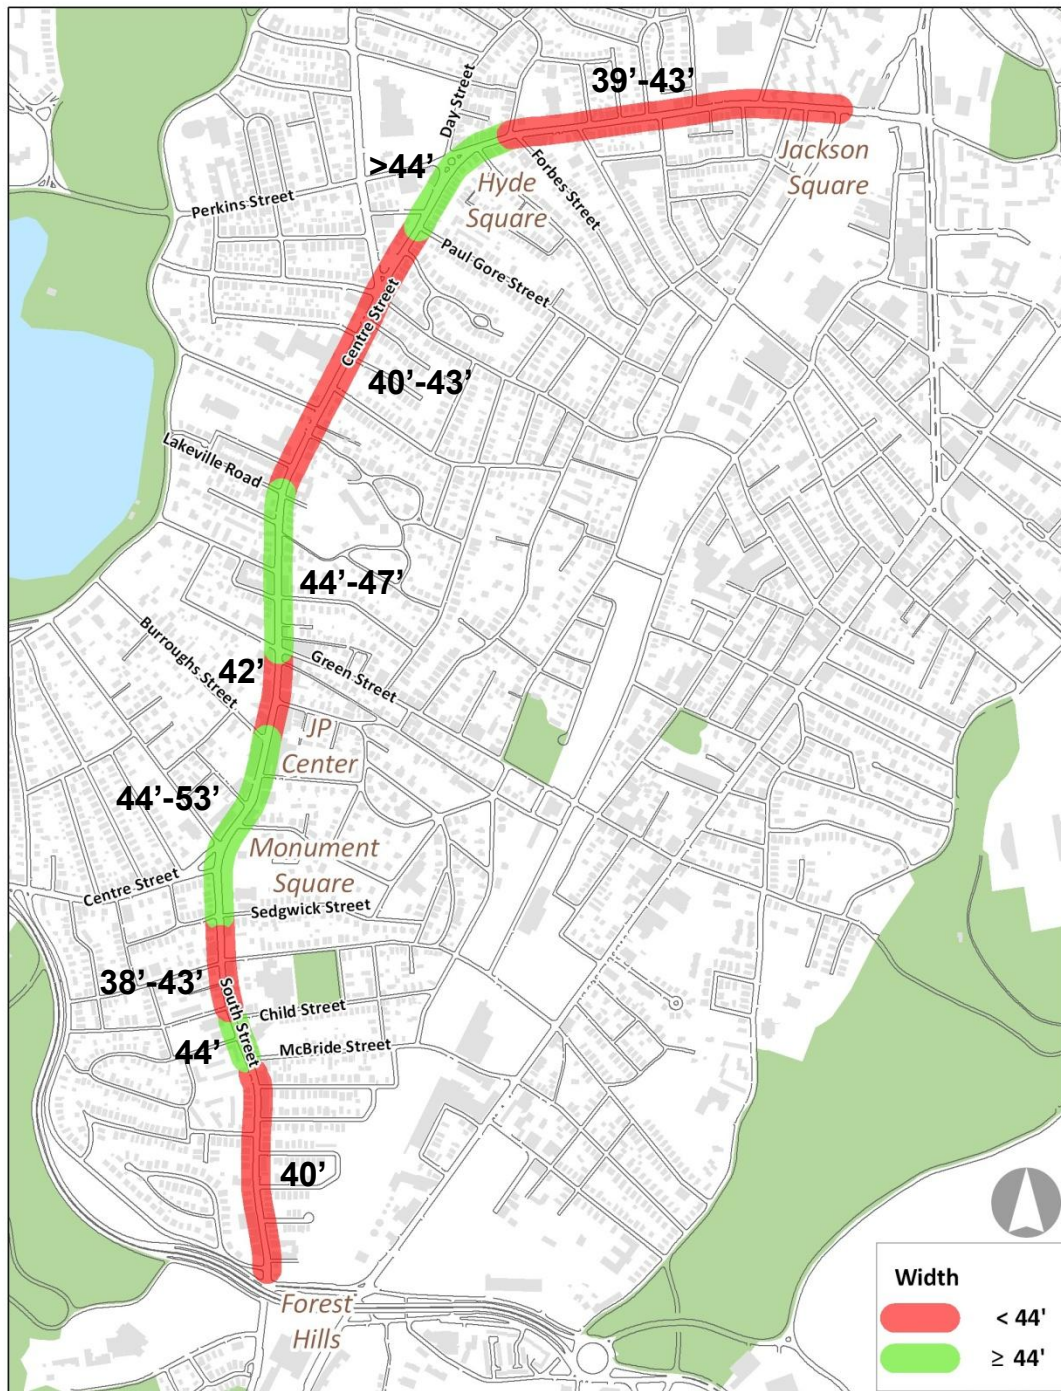 39’-43’
Day Street
>44’
Jackson
Square
Hyde
Square
Forbes Street
Perkins Street
Paul Gore Street
Centre Street
40’-43’
Lakeville Road
44’-47’
Burroughs Street
42’
Green Street
JP
Center
44’-53’
Monument
Square
Centre Street
Sedgwick Street
38’-43’
South Street
Child Street
44’
McBride Street
40’
Forest
Hills
Width
< 44'
≥ 44'